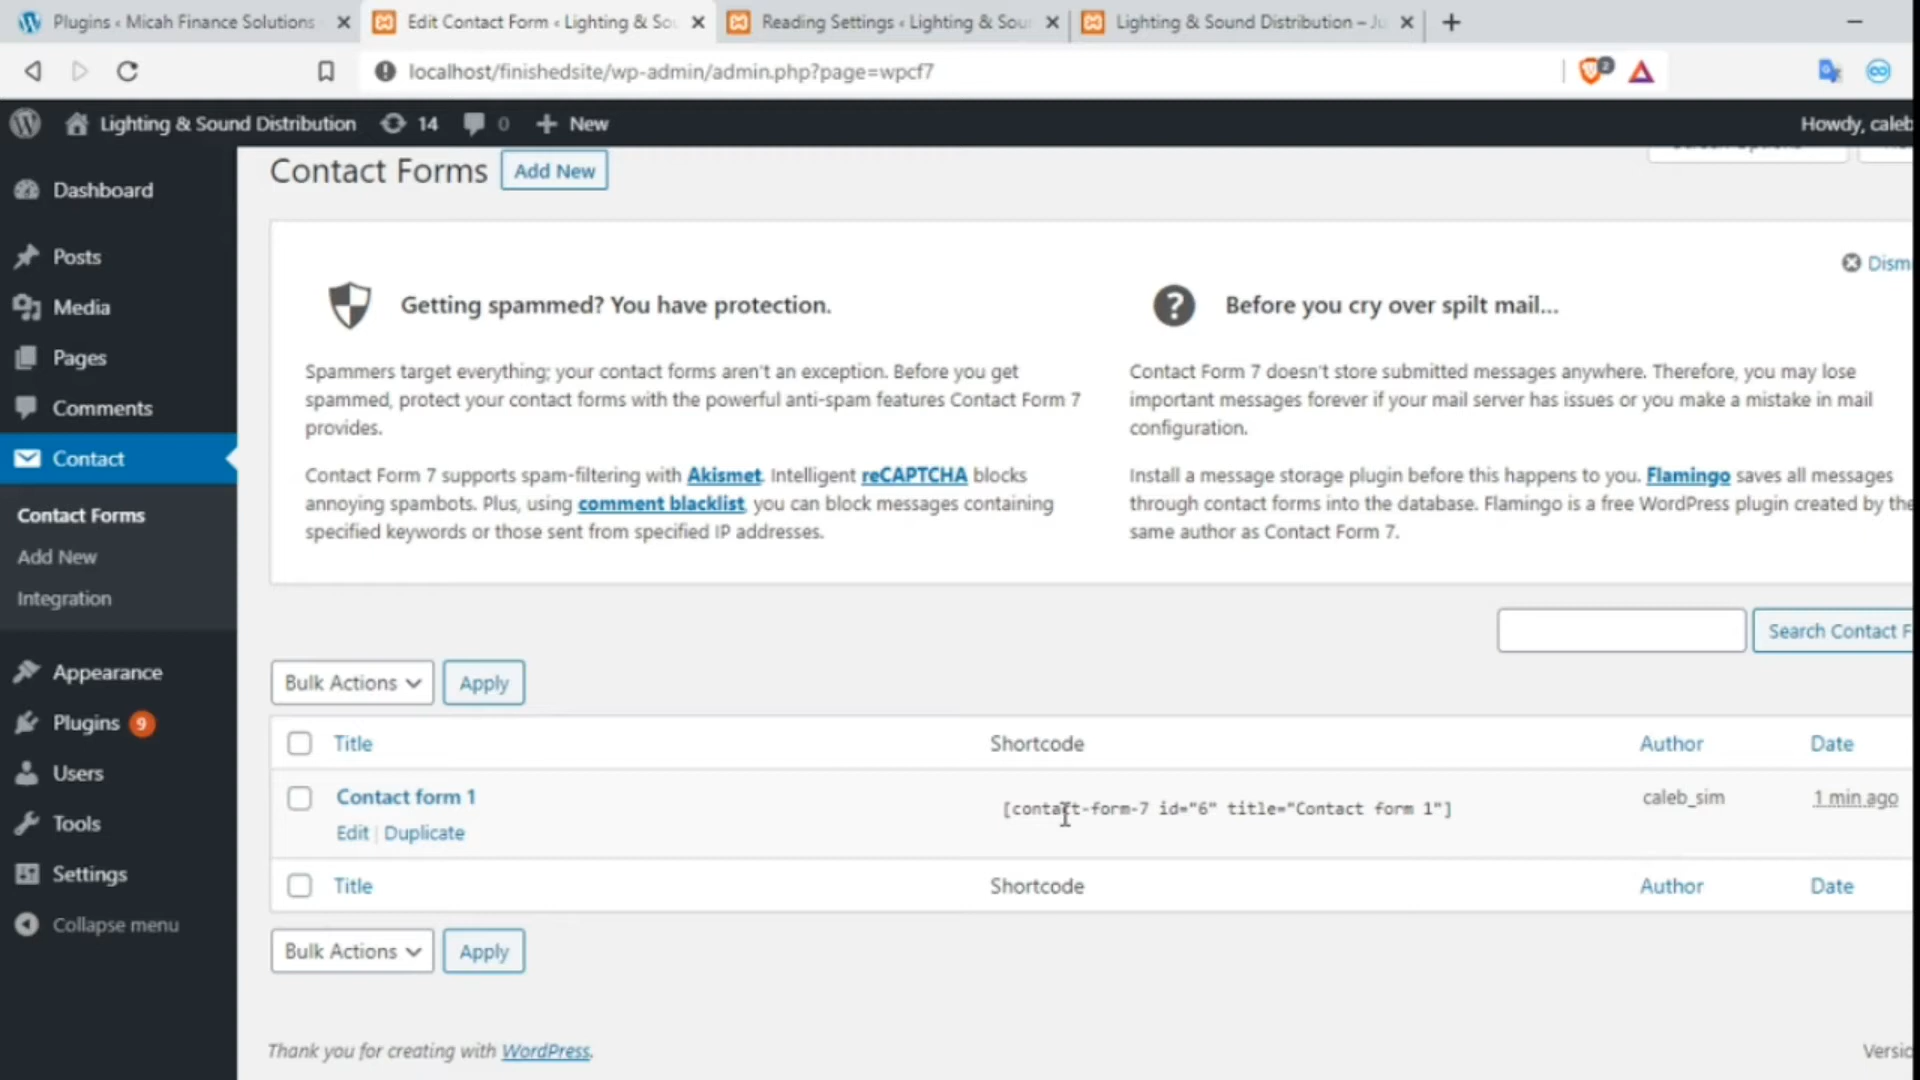 Plugins ‹ Micah Finance Solutions
Edit Contact Form ‹ Lighting & Sou
Reading Settings ‹ Lighting & Soun
Lighting & Sound Distribution – Ju
localhost/finishedsite/wp-admin/admin.php?page=wpcf7
2
Lighting & Sound Distribution 14 0 + New
Howdy, caleb
Dashboard
Posts
Media
Pages
Comments
Contact
Contact Forms
Add New
Integration
Appearance
Plugins 9
Users
Tools
Settings
Collapse menu
Contact Forms Add New
Dism
Getting spammed? You have protection.
Spammers target everything; your contact forms aren't an exception. Before you get
spammed, protect your contact forms with the powerful anti-spam features Contact Form 7
provides.
Contact Form 7 supports spam-filtering with Akismet. Intelligent reCAPTCHA blocks
annoying spambots. Plus, using comment blacklist, you can block messages containing
specified keywords or those sent from specified IP addresses.
Before you cry over spilt mail...
Contact Form 7 doesn't store submitted messages anywhere. Therefore, you may lose
important messages forever if your mail server has issues or you make a mistake in mail
configuration.
Install a message storage plugin before this happens to you. Flamingo saves all messages
through contact forms into the database. Flamingo is a free WordPress plugin created by the
same author as Contact Form 7.
Search Contact F
Bulk Actions Apply
Title Shortcode Author Date
Contact form 1 [contact-form-7 id="6" title="Contact form 1"] caleb_sim 1 min ago
Edit | Duplicate
Title Shortcode Author Date
Bulk Actions Apply
Thank you for creating with WordPress.
Versio